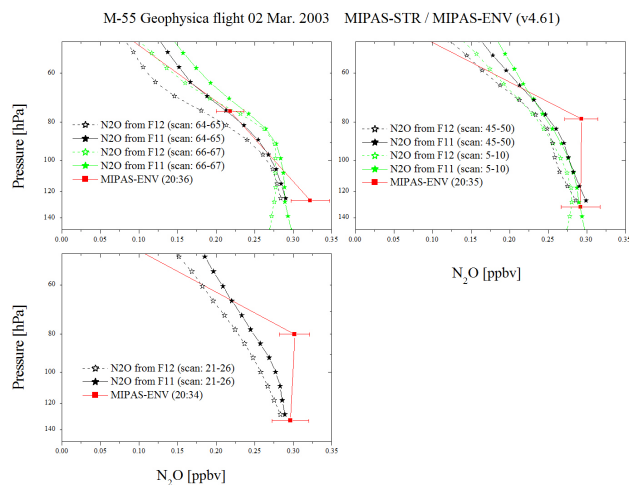 M-55 Geophysica flight 02 Mar. 2003 MIPAS-STR / MIPAS-ENV (v4.61)
Pressure [hPa]
60
80
100
120
140
N2O from F12 (scan: 64-65)
N2O from F11 (scan: 64-65)
N2O from F12 (scan: 66-67)
N2O from F11 (scan: 66-67)
MIPAS-ENV (20:36)
0.00 0.05 0.10 0.15 0.20 0.25 0.30 0.35
60
80
100
120
140
N2O from F12 (scan: 45-50)
N2O from F11 (scan: 45-50)
N2O from F12 (scan: 5-10)
N2O from F11 (scan: 5-10)
MIPAS-ENV (20:35)
0.00 0.05 0.10 0.15 0.20 0.25 0.30 0.35
N₂O [ppbv]
Pressure [hPa]
60
80
100
120
140
N2O from F12 (scan: 21-26)
N2O from F11 (scan: 21-26)
MIPAS-ENV (20:34)
0.00 0.05 0.10 0.15 0.20 0.25 0.30 0.35
N₂O [ppbv]